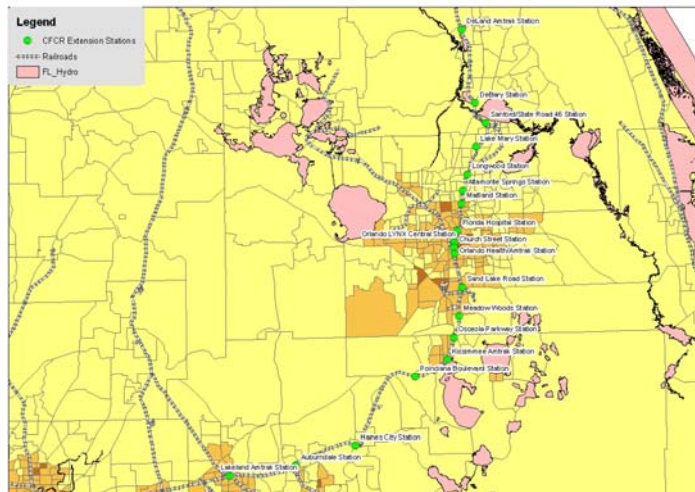 Legend
CFCR Extension Stations
Railroads
FL_Hydro
DeLand Amtrak Station
DeBary Station
Sanford/State Road 46 Station
Lake Mary Station
Longwood Station
Altamonte Springs Station
Maitland Station
Florida Hospital Station
Orlando LYNX Central Station
Church Street Station
Orlando Health/Amtrak Station
Sand Lake Road Station
Meadow Woods Station
Osceola Parkway Station
Kissimmee Amtrak Station
Poinciana Boulevard Station
Haines City Station
Auburndale Station
Lakeland Amtrak Station